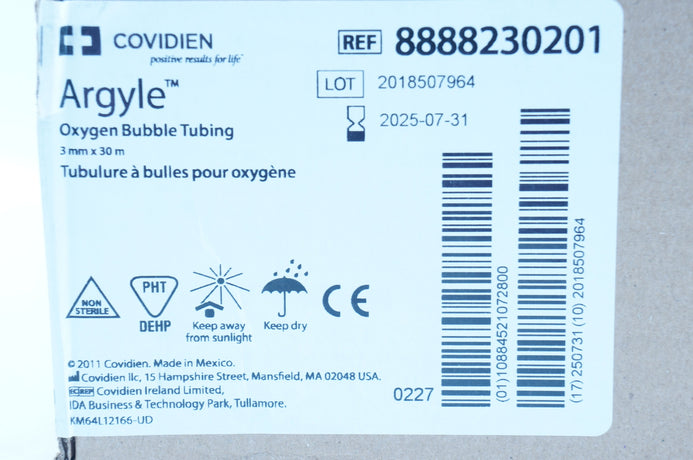 COVIDIEN
positive results for life
REF 8888230201
Argyle™
LOT 2018507964
Oxygen Bubble Tubing
2025-07-31
3 mm x 30 m
Tubulure à bulles pour oxygène
NON
STERILE
PHT
DEHP
Keep away
from sunlight
Keep dry
CE
© 2011 Covidien. Made in Mexico.
Covidien llc, 15 Hampshire Street, Mansfield, MA 02048 USA.
EC REP Covidien Ireland Limited,
IDA Business & Technology Park, Tullamore.
KM64L12166-UD
0227
(01)10884521072800
(17)250731(10)2018507964